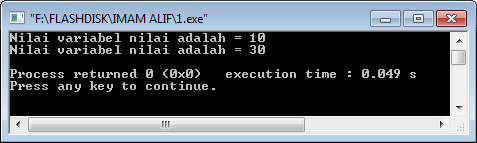 "F:\FLASHDISK\IMAM ALIF\1.exe"
Nilai variabel nilai adalah = 10
Nilai variabel nilai adalah = 30
Process returned 0 (0x0)   execution time : 0.049 s
Press any key to continue.